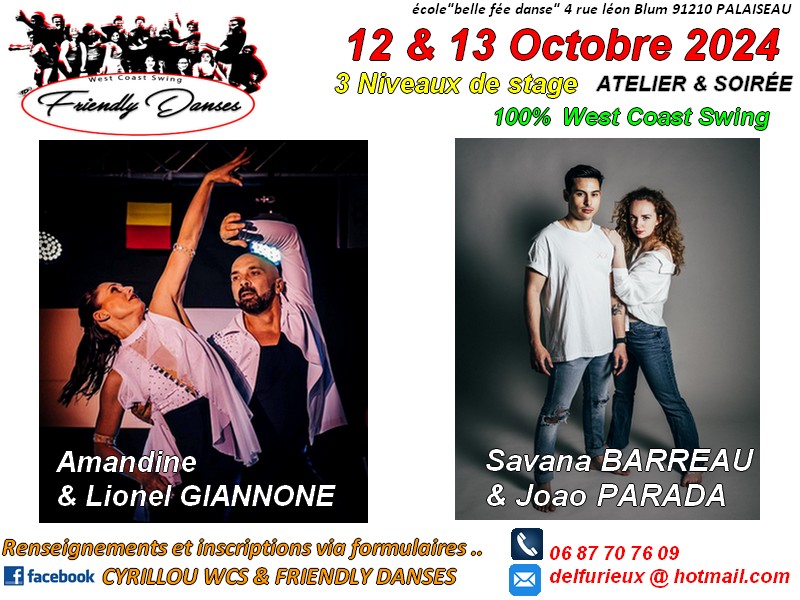 école"belle fée danse" 4 rue léon Blum 91210 PALAISEAU
12 & 13 Octobre 2024
3 Niveaux de stage ATELIER & SOIRÉE
100% West Coast Swing
West Coast Swing
Friendly Danses
Amandine
& Lionel GIANNONE
Savana BARREAU
& Joao PARADA
Renseignements et inscriptions via formulaires ..
facebook CYRILLOU WCS & FRIENDLY DANSES
06 87 70 76 09
delfurieux @ hotmail.com